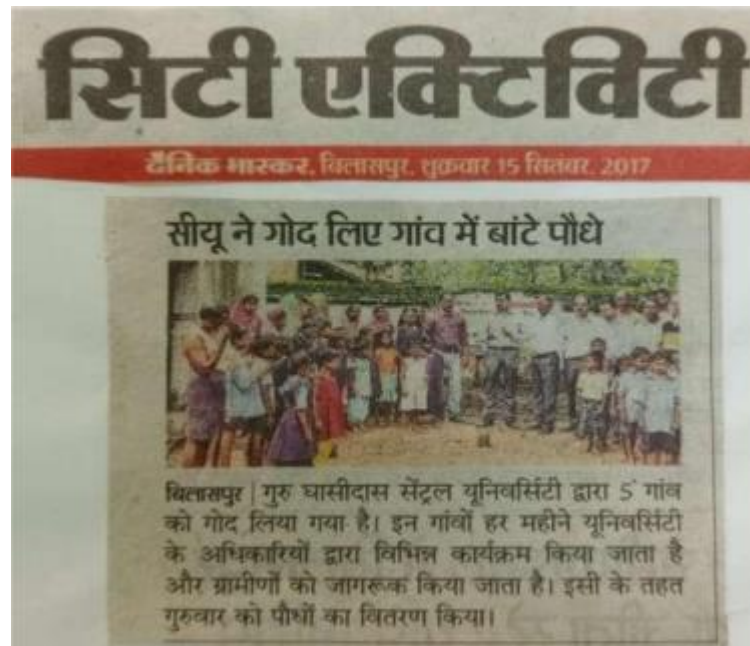 सिटी एक्टिविटी
दैनिक भास्कर, बिलासपुर, शुक्रवार 15 सितंबर, 2017
सीयू ने गोद लिए गांव में बांटे पौधे
बिलासपुर | गुरु घासीदास सेंट्रल यूनिवर्सिटी द्वारा 5 गांव
को गोद लिया गया है। इन गांवों हर महीने यूनिवर्सिटी
के अधिकारियों द्वारा विभिन्न कार्यक्रम किया जाता है
और ग्रामीणों को जागरूक किया जाता है। इसी के तहत
गुरुवार को पौधों का वितरण किया।